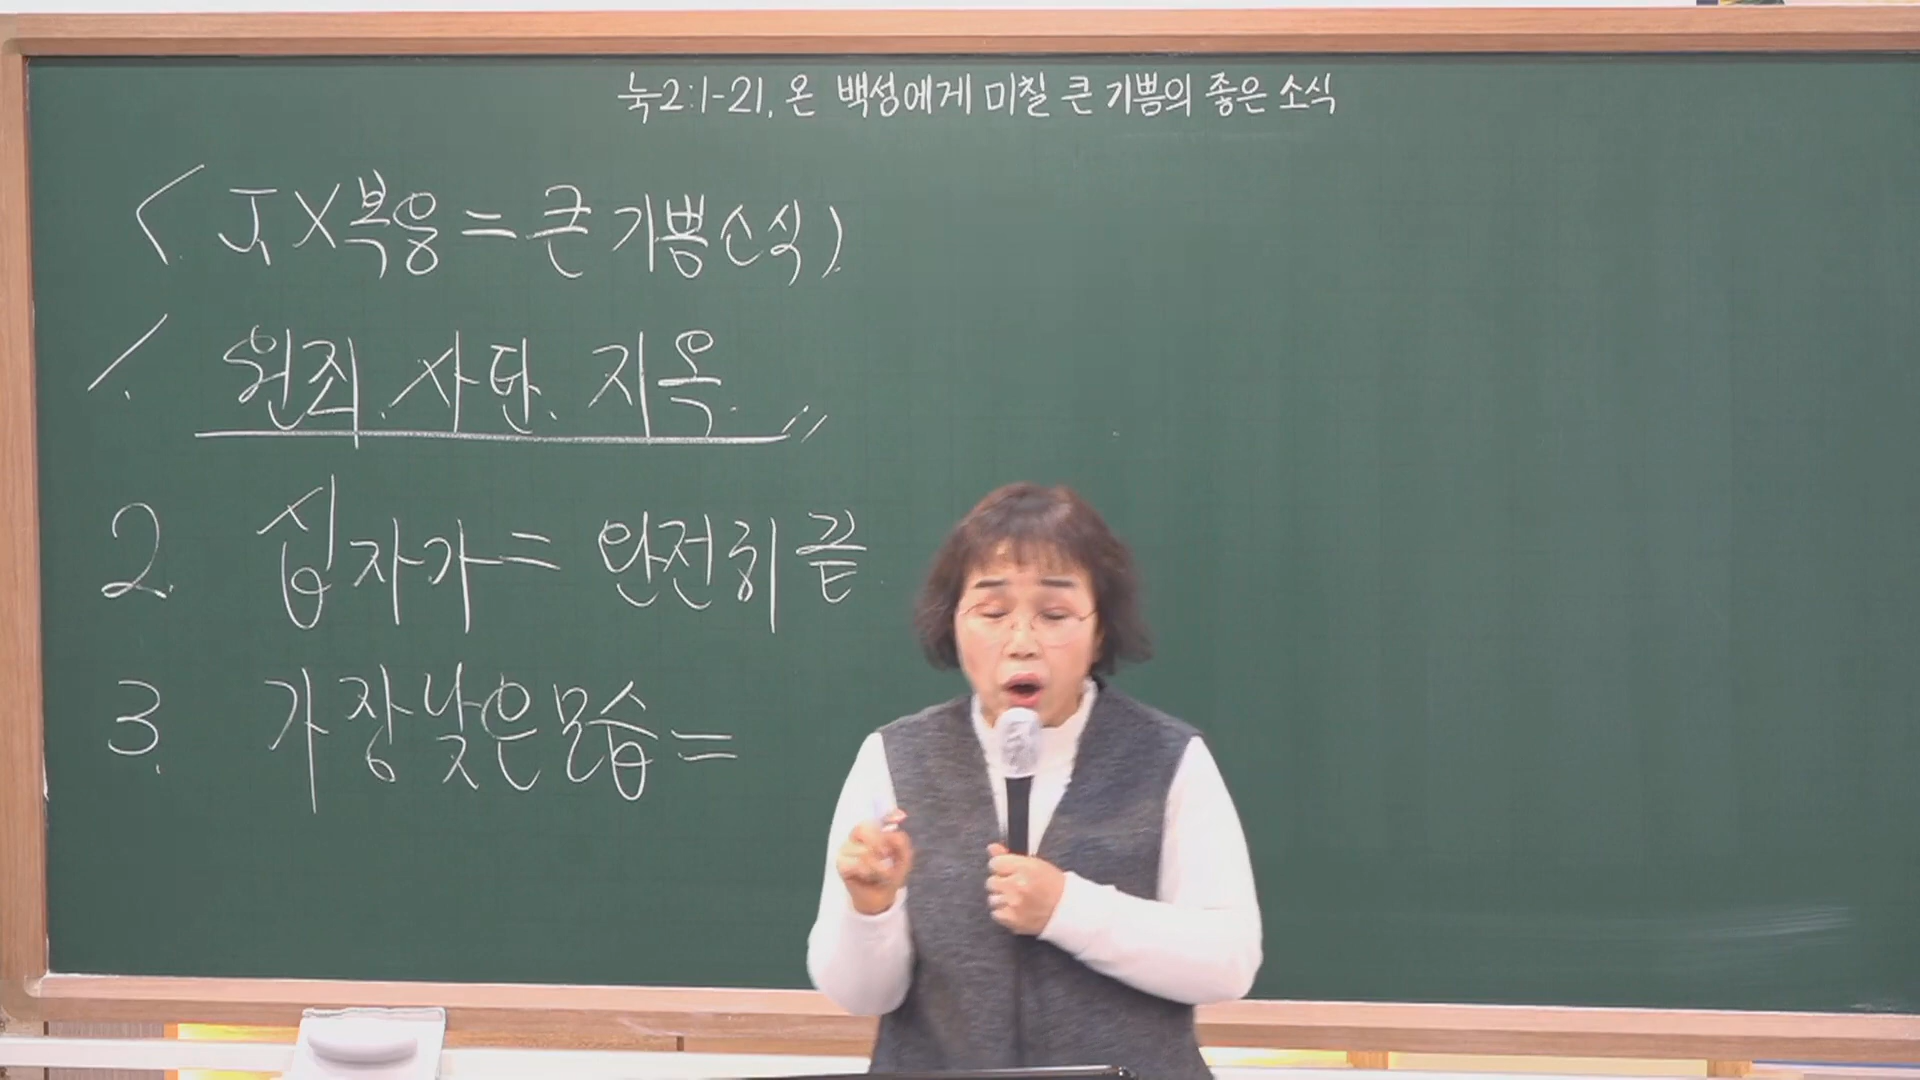 눅2:1-21, 온 백성에게 미칠 큰 기쁨의 좋은 소식
< J.X복음=큰 기쁨소식)
1. 원죄. 사단. 지옥.
2. 십자가= 완전히 끝
3. 가장낮은모습=